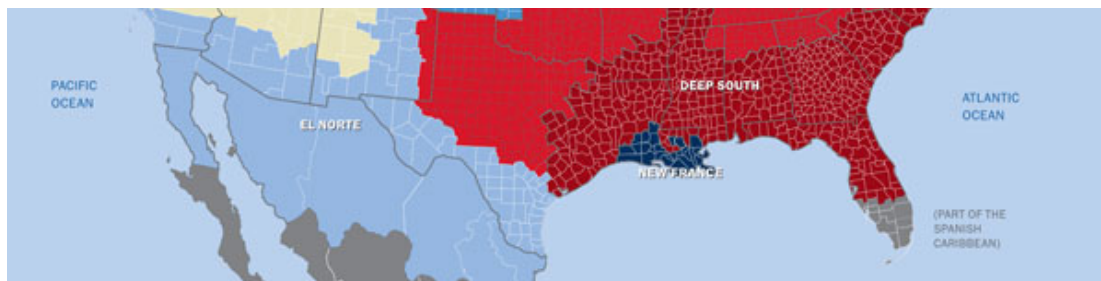 PACIFIC
OCEAN
EL NORTE
DEEP SOUTH
NEW FRANCE
ATLANTIC
OCEAN
(PART OF THE
SPANISH
CARIBBEAN)